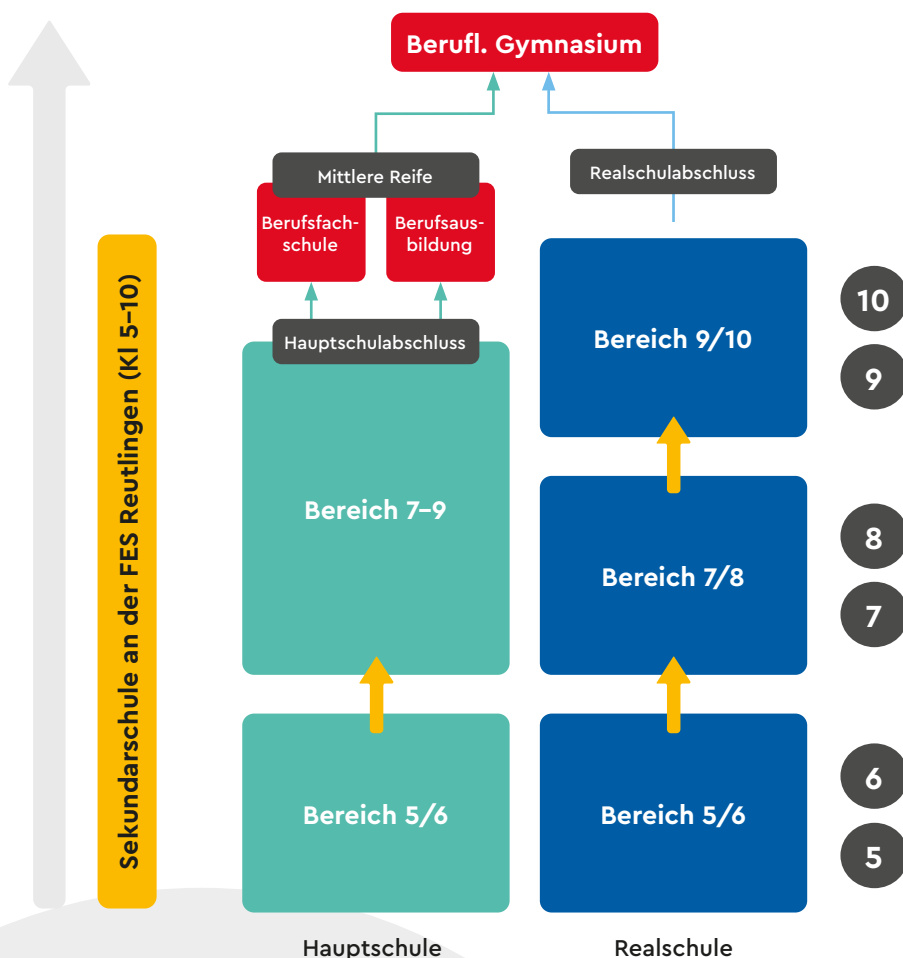 Berufl. Gymnasium
Mittlere Reife
Realschulabschluss
Berufsfach-
schule
Berufsaus-
bildung
Hauptschulabschluss
Sekundarschule an der FES Reutlingen (Kl 5–10)
Bereich 9/10
10
9
Bereich 7–9
Bereich 7/8
8
7
Bereich 5/6
Bereich 5/6
6
5
Hauptschule
Realschule